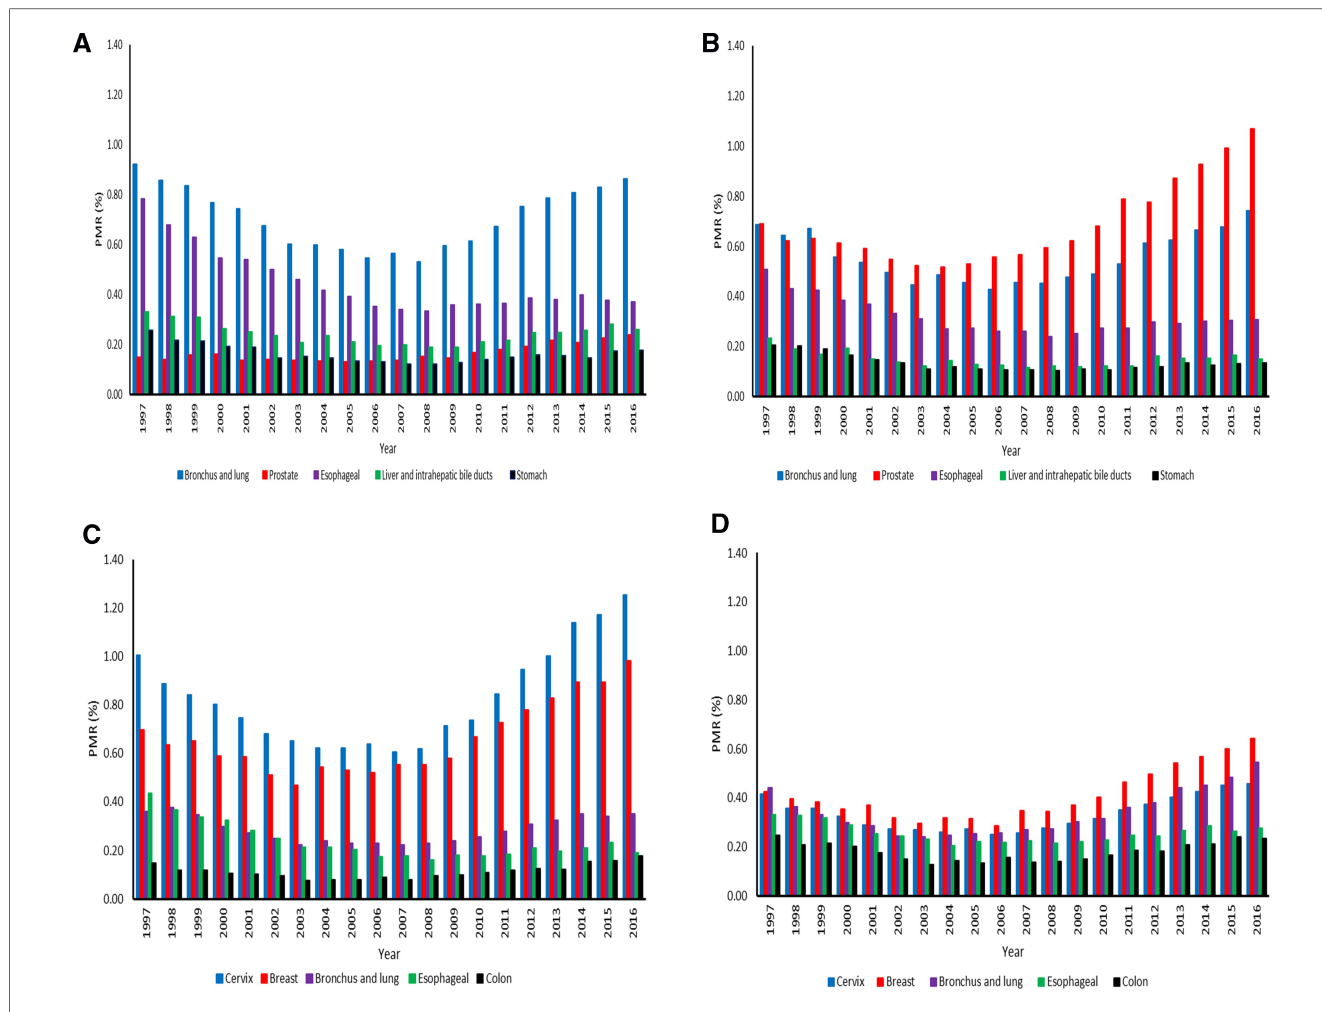 A
1.40
1.20
1.00
0.80
0.60
0.40
0.20
0.00
PMR (%)
1997 1998 1999 2000 2001 2002 2003 2004 2005 2006 2007 2008 2009 2010 2011 2012 2013 2014 2015 2016
Year
Bronchus and lung Prostate Esophageal Liver and intrahepatic bile ducts Stomach
B
1.40
1.20
1.00
0.80
0.60
0.40
0.20
0.00
PMR (%)
1997 1998 1999 2000 2001 2002 2003 2004 2005 2006 2007 2008 2009 2010 2011 2012 2013 2014 2015 2016
Year
Bronchus and lung Prostate Esophageal Liver and intrahepatic bile ducts Stomach
C
1.40
1.20
1.00
0.80
0.60
0.40
0.20
0.00
PMR (%)
1997 1998 1999 2000 2001 2002 2003 2004 2005 2006 2007 2008 2009 2010 2011 2012 2013 2014 2015 2016
Year
Cervix Breast Bronchus and lung Esophageal Colon
D
1.40
1.20
1.00
0.80
0.60
0.40
0.20
0.00
PMR (%)
1997 1998 1999 2000 2001 2002 2003 2004 2005 2006 2007 2008 2009 2010 2011 2012 2013 2014 2015 2016
Year
Cervix Breast Bronchus and lung Esophageal Colon